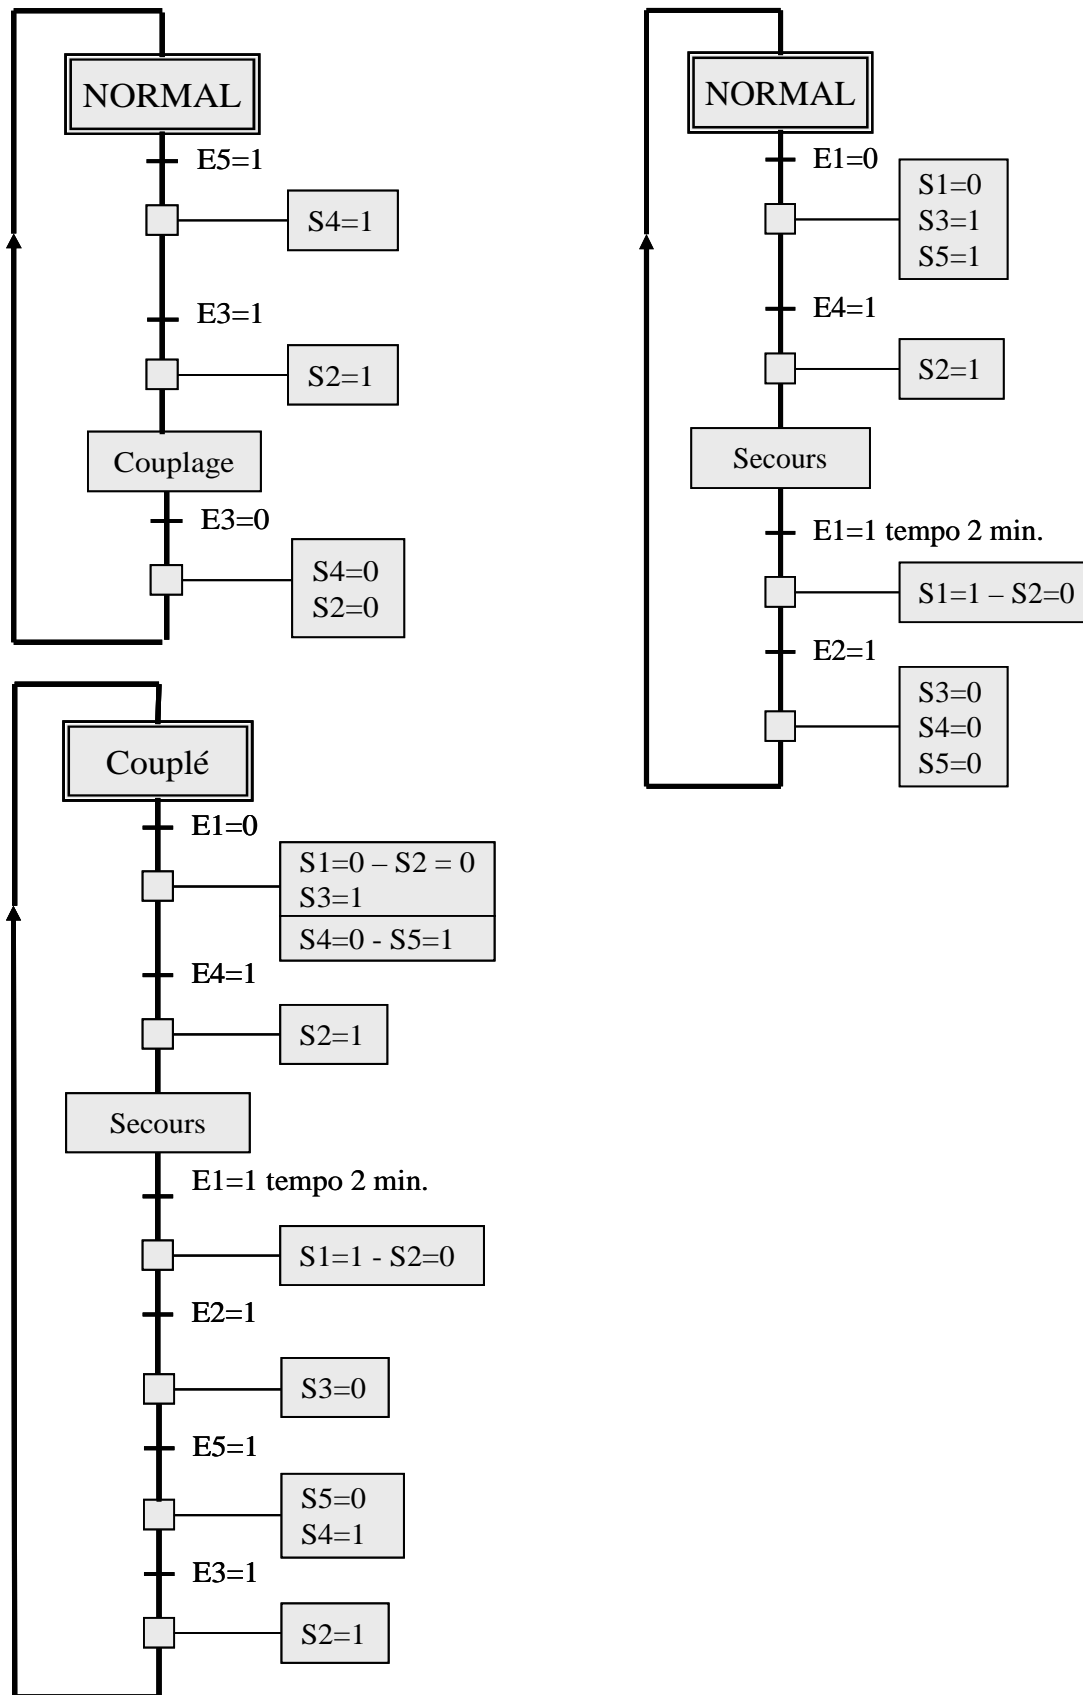 NORMAL
E5=1
S4=1
E3=1
S2=1
Couplage
E3=0
S4=0
S2=0
NORMAL
E1=0
S1=0
S3=1
S5=1
E4=1
S2=1
Secours
E1=1 tempo 2 min.
S1=1 – S2=0
E2=1
S3=0
S4=0
S5=0
Couplé
E1=0
S1=0 – S2 = 0
S3=1
S4=0 - S5=1
E4=1
S2=1
Secours
E1=1 tempo 2 min.
S1=1 - S2=0
E2=1
S3=0
E5=1
S5=0
S4=1
E3=1
S2=1